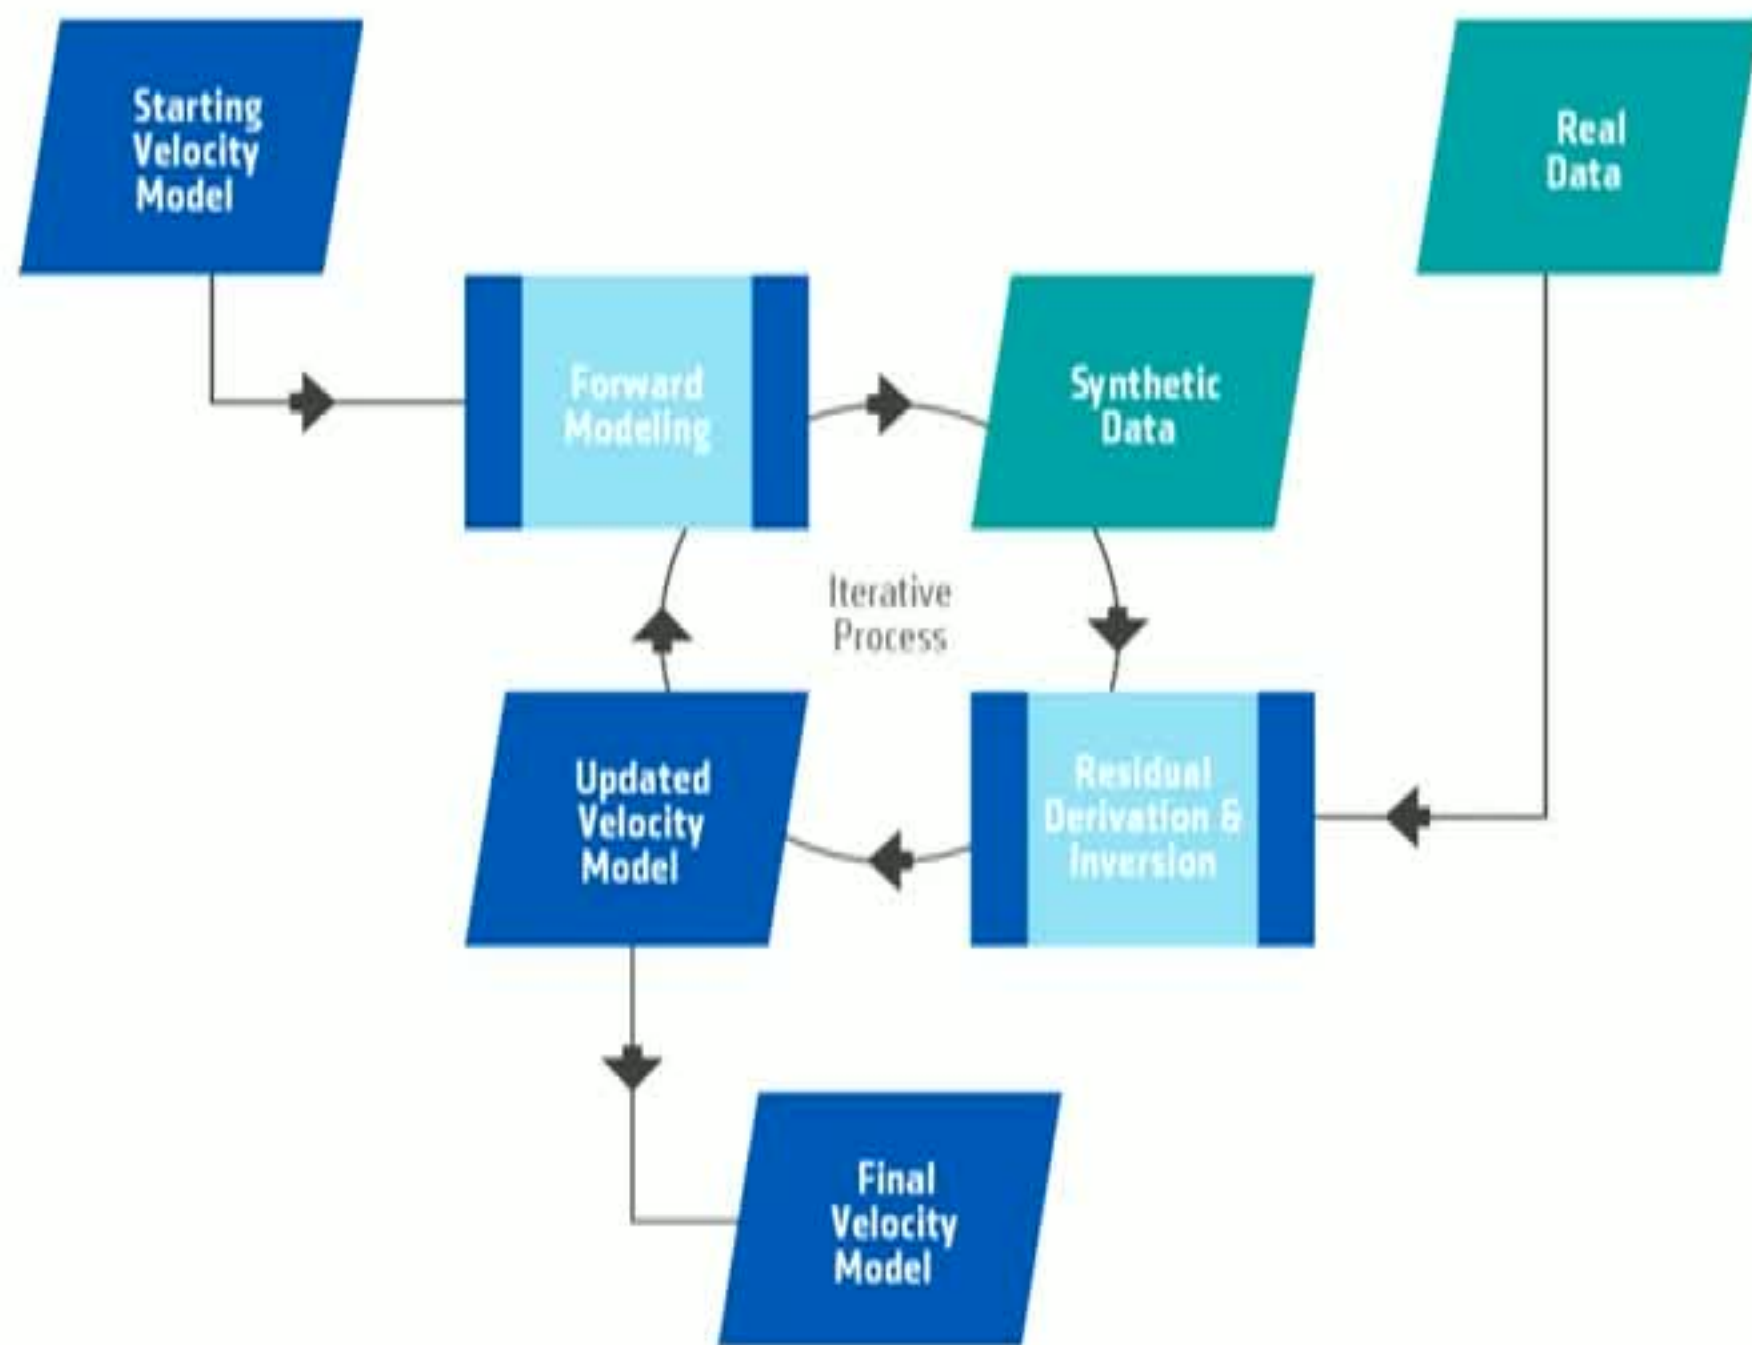 Starting
Velocity
Model
Real
Data
Forward
Modeling
Synthetic
Data
Iterative
Process
Updated
Velocity
Model
Residual
Derivation &
Inversion
Final
Velocity
Model